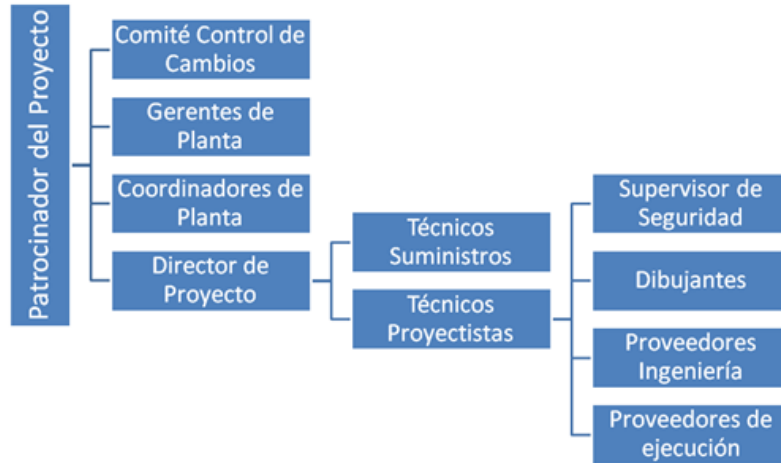 Patrocinador del Proyecto
Comité Control de
Cambios
Gerentes de
Planta
Coordinadores de
Planta
Director de
Proyecto
Técnicos
Suministros
Técnicos
Proyectistas
Supervisor de
Seguridad
Dibujantes
Proveedores
Ingeniería
Proveedores de
ejecución